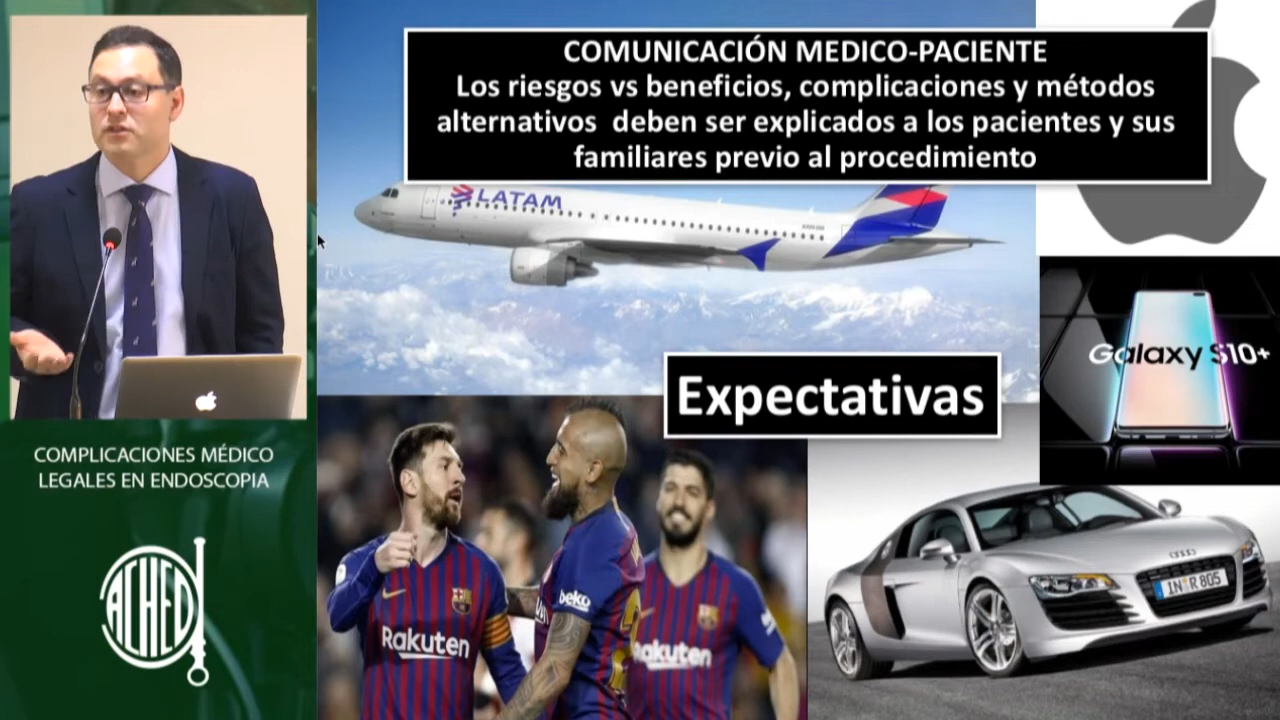 COMUNICACIÓN MEDICO-PACIENTE
Los riesgos vs beneficios, complicaciones y métodos
alternativos deben ser explicados a los pacientes y sus
familiares previo al procedimiento
LATAM
Galaxy S10+
Expectativas
COMPLICACIONES MÉDICO
LEGALES EN ENDOSCOPIA
ACHED
beko
Rakuten
Rakuten
IN R 805